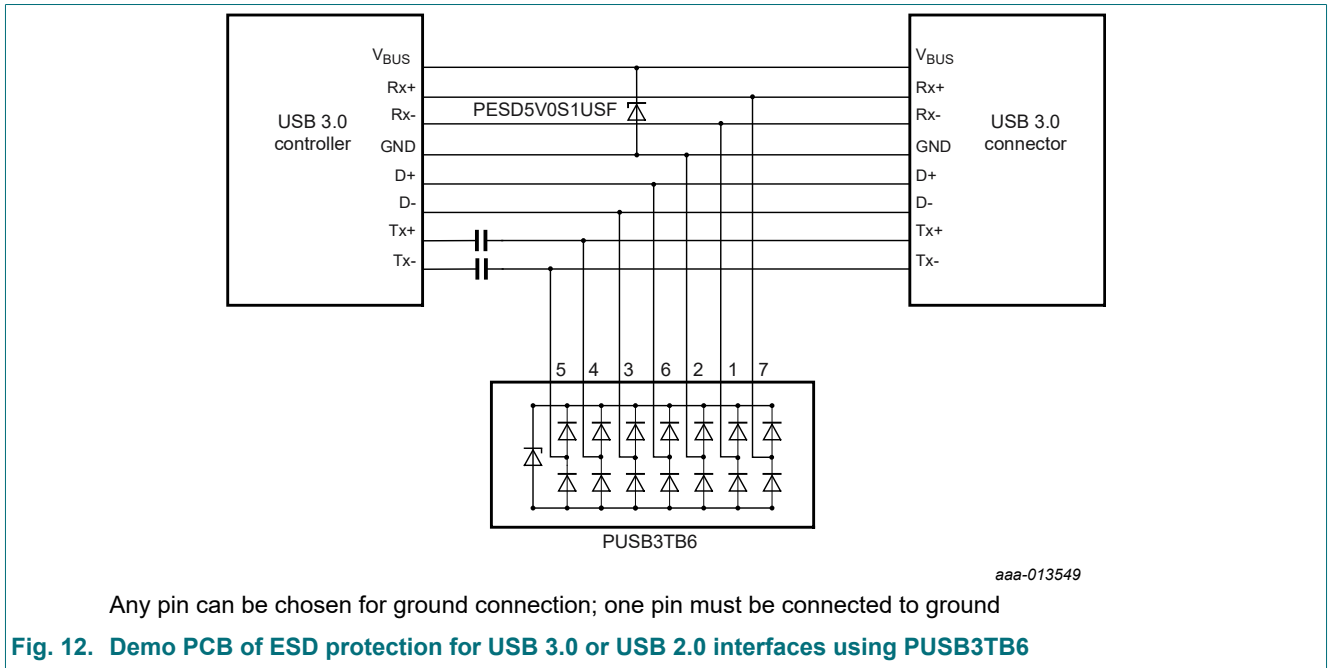 VBUS
Rx+
Rx-
GND
D+
D-
Tx+
Tx-
USB 3.0
controller
PESD5V0S1USF
VBUS
Rx+
Rx-
GND
D+
D-
Tx+
Tx-
USB 3.0
connector
5 4 3 6 2 1 7
PUSB3TB6
aaa-013549
Any pin can be chosen for ground connection; one pin must be connected to ground
Fig. 12. Demo PCB of ESD protection for USB 3.0 or USB 2.0 interfaces using PUSB3TB6